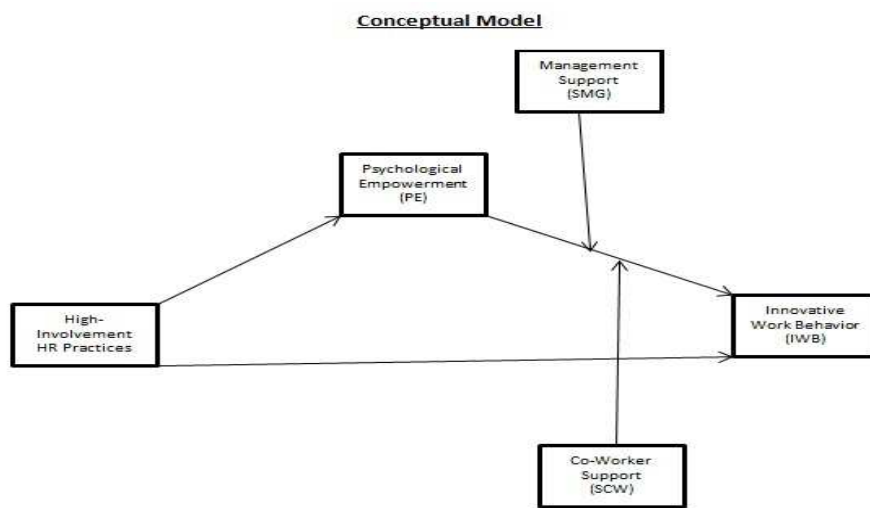 Conceptual Model
Management
Support
(SMG)
Psychological
Empowerment
(PE)
High-
Involvement
HR Practices
Innovative
Work Behavior
(IWB)
Co-Worker
Support
(SCW)